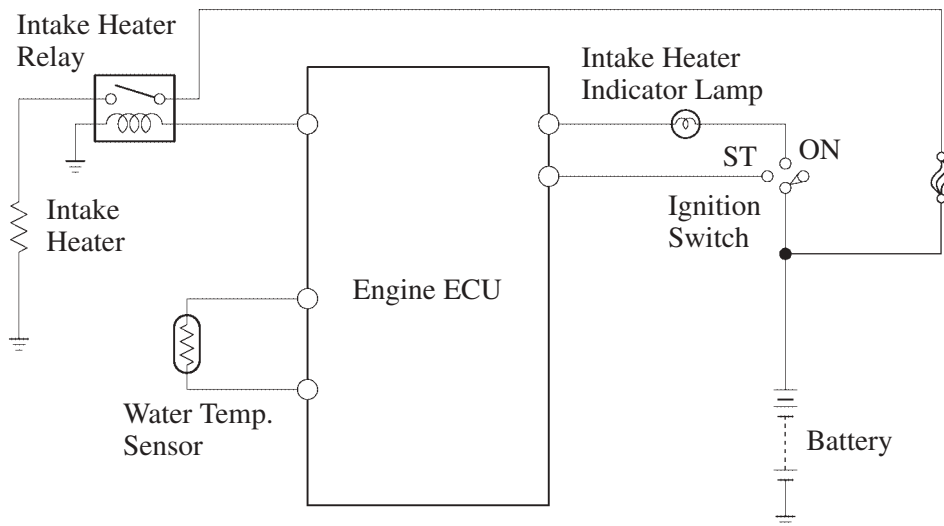 Intake Heater
Relay
Intake Heater
Indicator Lamp
ST
ON
Ignition
Switch
Intake
Heater
Engine ECU
Water Temp.
Sensor
Battery